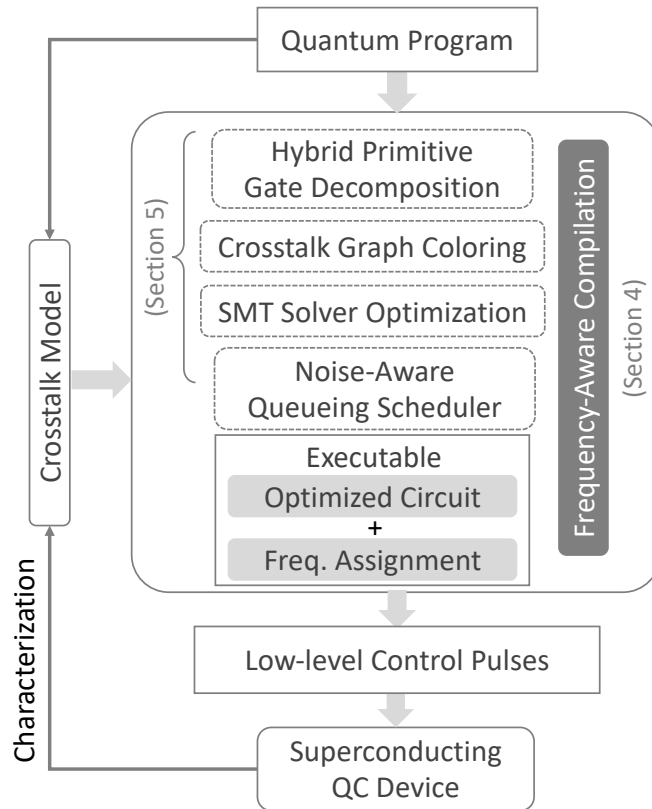 Quantum Program
Hybrid Primitive
Gate Decomposition
Crosstalk Graph Coloring
SMT Solver Optimization
Noise-Aware
Queueing Scheduler
(Section 5)
Executable
Optimized Circuit
+
Freq. Assignment
Frequency-Aware Compilation
(Section 4)
Crosstalk Model
Characterization
Low-level Control Pulses
Superconducting
QC Device